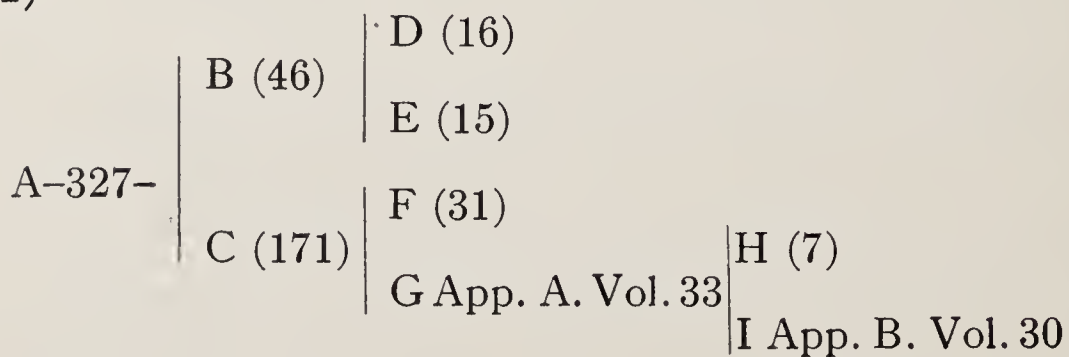 D (16)
B (46)
E (15)
A–327–
F (31)
C (171)
H (7)
G App. A. Vol. 33
I App. B. Vol. 30